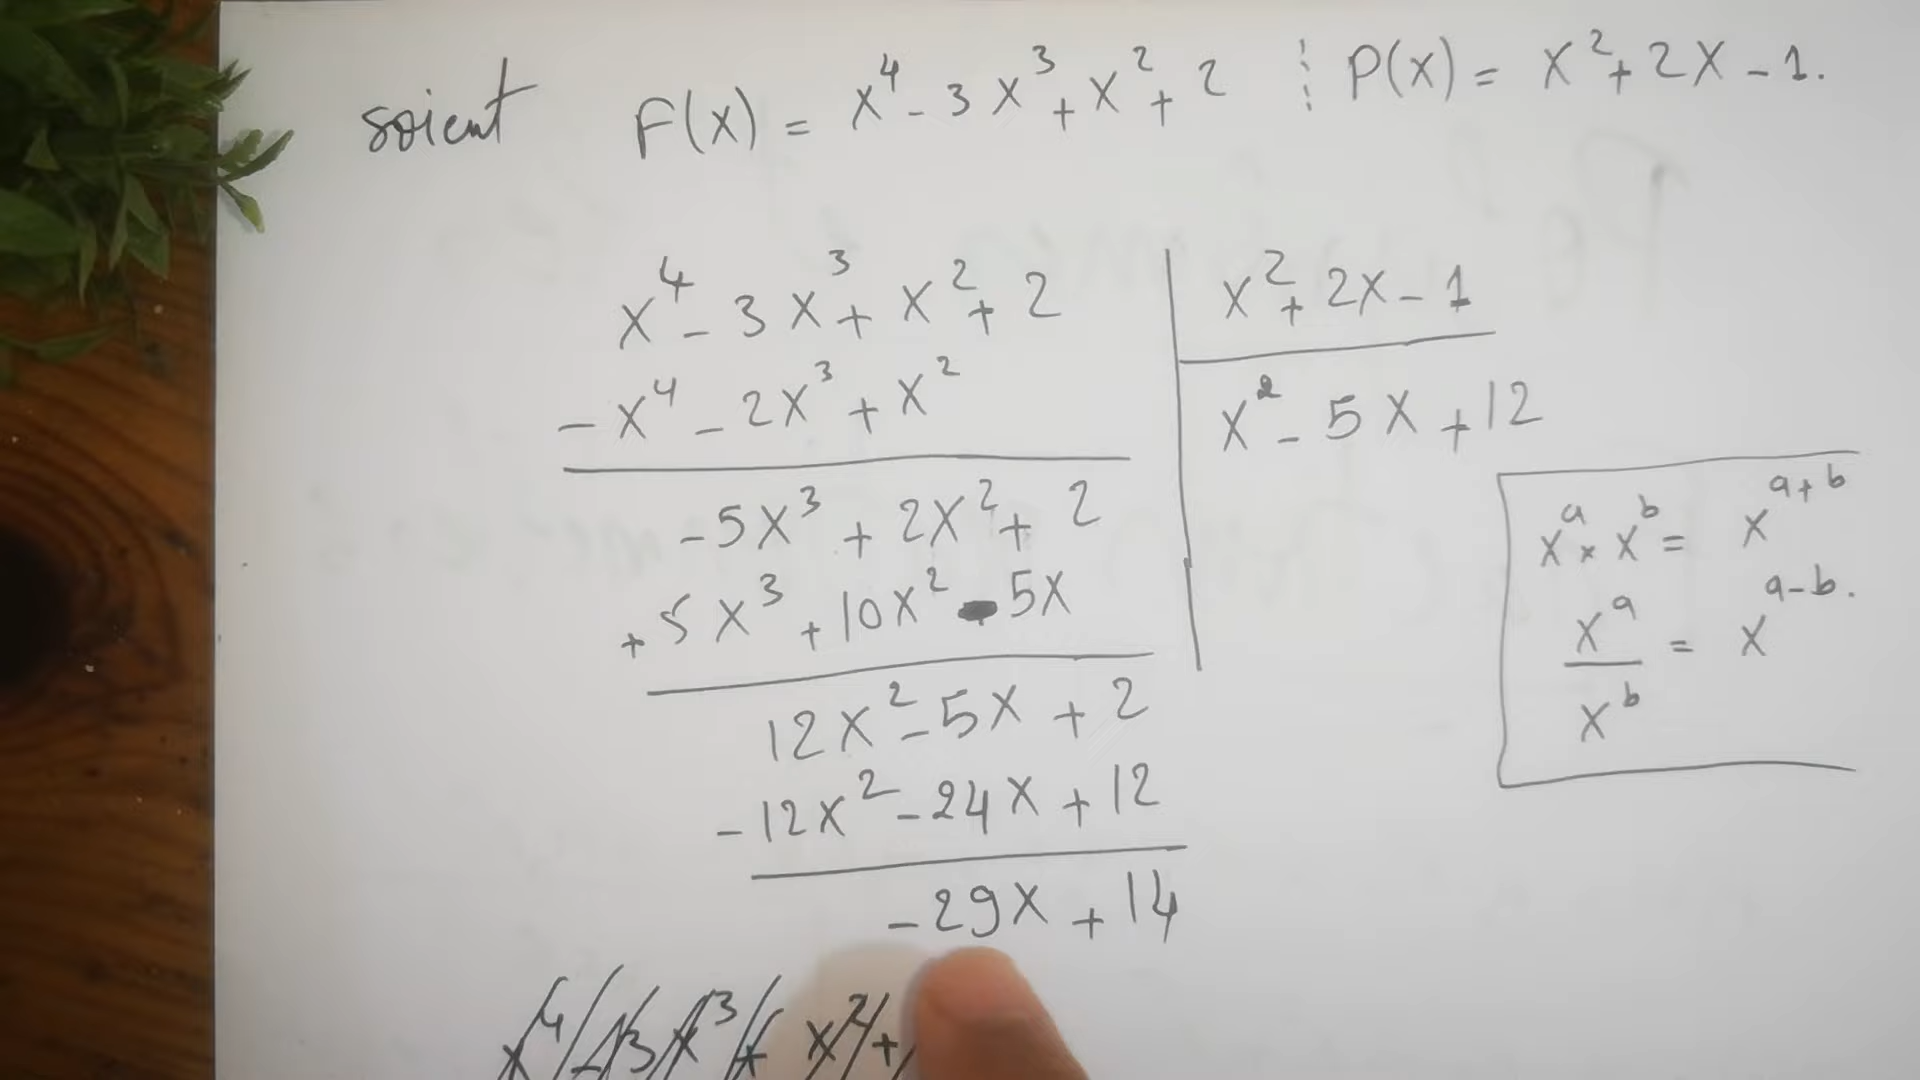 soient F(x) = x⁴ - 3x³ + x² + 2 ⋮ P(x) = x² + 2x - 1.
x⁴ - 3x³ + x² + 2
- x⁴ - 2x³ + x²
- 5x³ + 2x² + 2
+ 5x³ + 10x² - 5x
12x² - 5x + 2
- 12x² - 24x + 12
- 29x + 14
x² + 2x - 1
x² - 5x + 12
xᵃ × xᵇ = xᵃ⁺ᵇ
xᵃ / xᵇ = xᵃ⁻ᵇ.